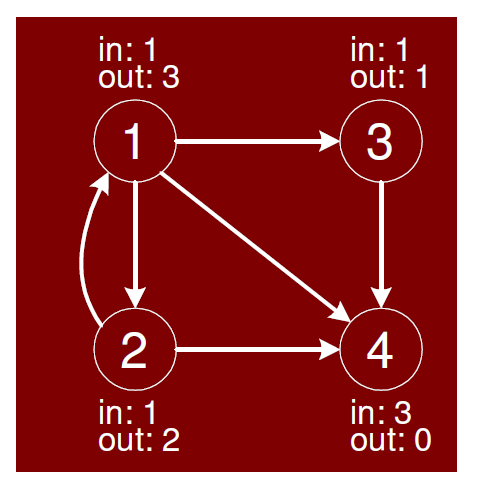 in: 1
out: 3
in: 1
out: 1
1
3
2
4
in: 1
out: 2
in: 3
out: 0